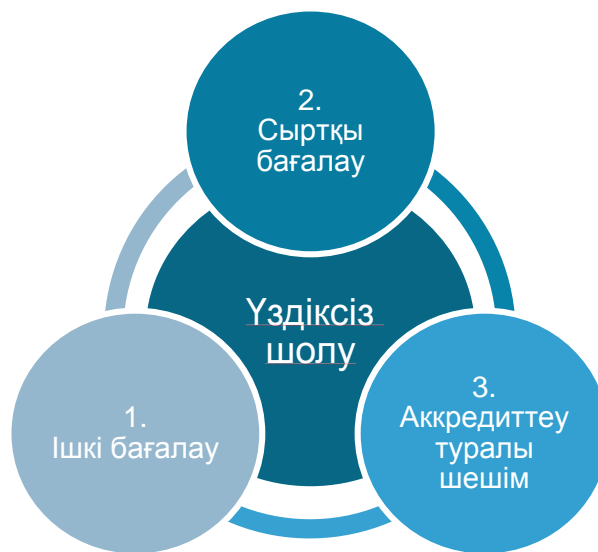 2.
Сыртқы
бағалау
Үздіксіз
шолу
1.
Ішкі бағалау
3.
Аккредиттеу
туралы
шешім